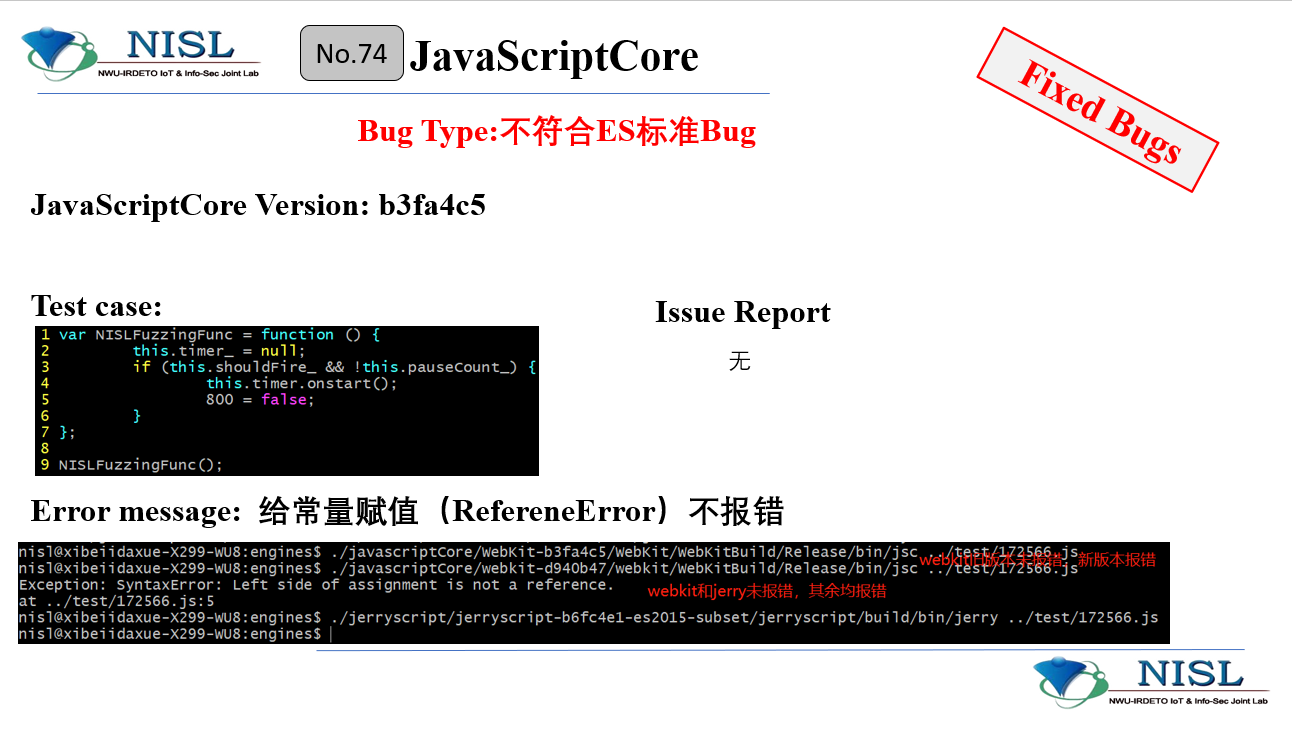 NISL
NWU-IRDETO IoT & Info-Sec Joint Lab
No.74
JavaScriptCore
Fixed Bugs
Bug Type:不符合ES标准Bug
JavaScriptCore Version: b3fa4c5
Test case:
1 var NISLFuzzingFunc = function () {
2 this.timer_ = null;
3 if (this.shouldFire_ && !this.pauseCount_) {
4 this.timer.onstart();
5 800 = false;
6 }
7 };
8
9 NISLFuzzingFunc();
Issue Report
无
Error message: 给常量赋值（RefereneError）不报错
nisl@xibeiidaxue-X299-WU8:engines$ ./javascriptCore/WebKit-b3fa4c5/WebKit/WebKitBuild/Release/bin/jsc ../test/172566.js
nisl@xibeiidaxue-X299-WU8:engines$ ./javascriptCore/webkit-d940b47/WebKit/WebKitBuild/Release/bin/jsc ../test/172566.js
webkit旧版本未报错，新版本报错
Exception: SyntaxError: Left side of assignment is not a reference.
webkit和jerry未报错，其余均报错
at ../test/172566.js:5
nisl@xibeiidaxue-X299-WU8:engines$ ./jerryscript/jerryscript-b6fc4e1-es2015-subset/jerryscript/build/bin/jerry ../test/172566.js
nisl@xibeiidaxue-X299-WU8:engines$
NISL
NWU-IRDETO IoT & Info-Sec Joint Lab